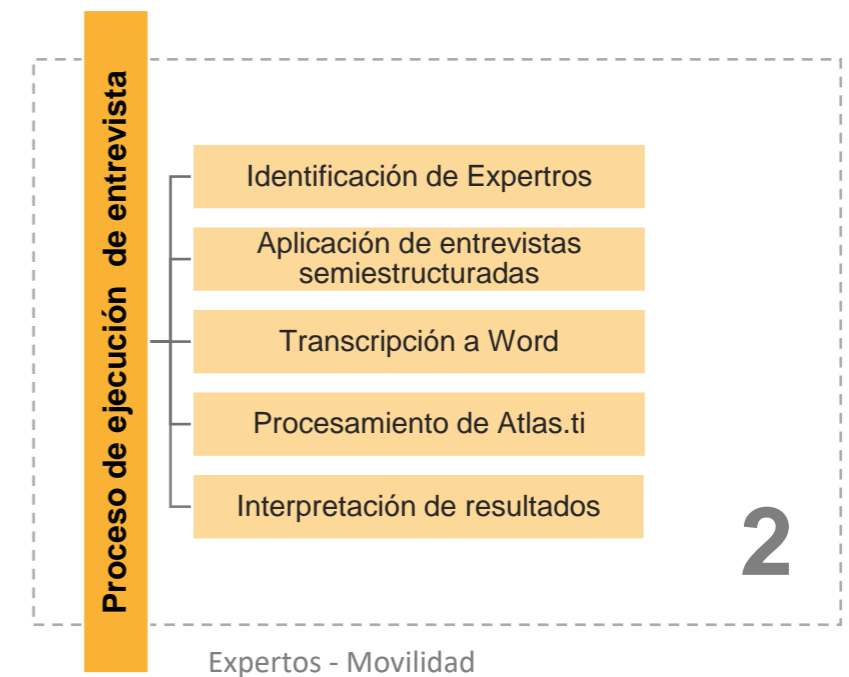 Proceso de ejecución de entrevista
Identificación de Expertros
Aplicación de entrevistas
semiestructuradas
Transcripción a Word
Procesamiento de Atlas.ti
Interpretación de resultados
2
Expertos - Movilidad